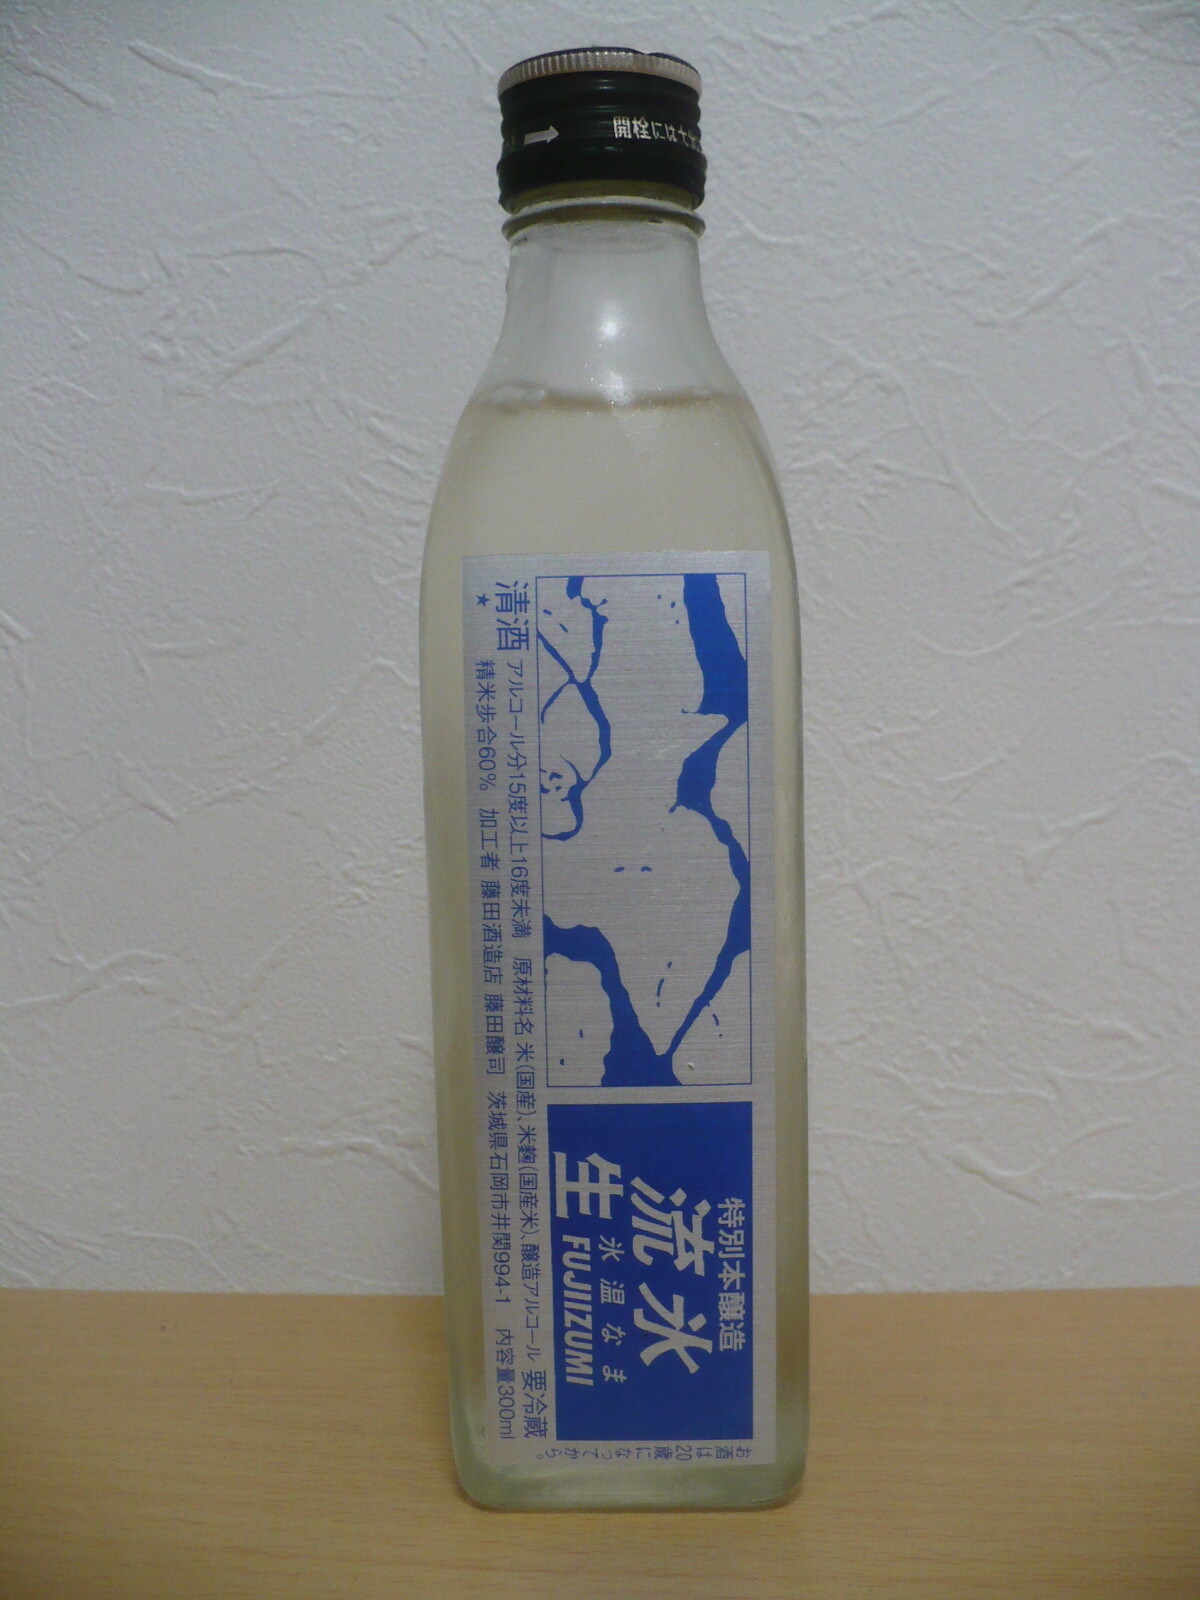 開栓は
特別本醸造
流氷
氷温なま
生 FUJIIZUMI
清酒
アルコール分15度以上16度未満 原材料名 米(国産)、米麹(国産米)、醸造アルコール 要冷蔵
★ 精米歩合60% 加工者 藤田酒造店 藤田醸司 茨城県石岡市井関994-1 内容量300ml
お酒は20歳になってから。